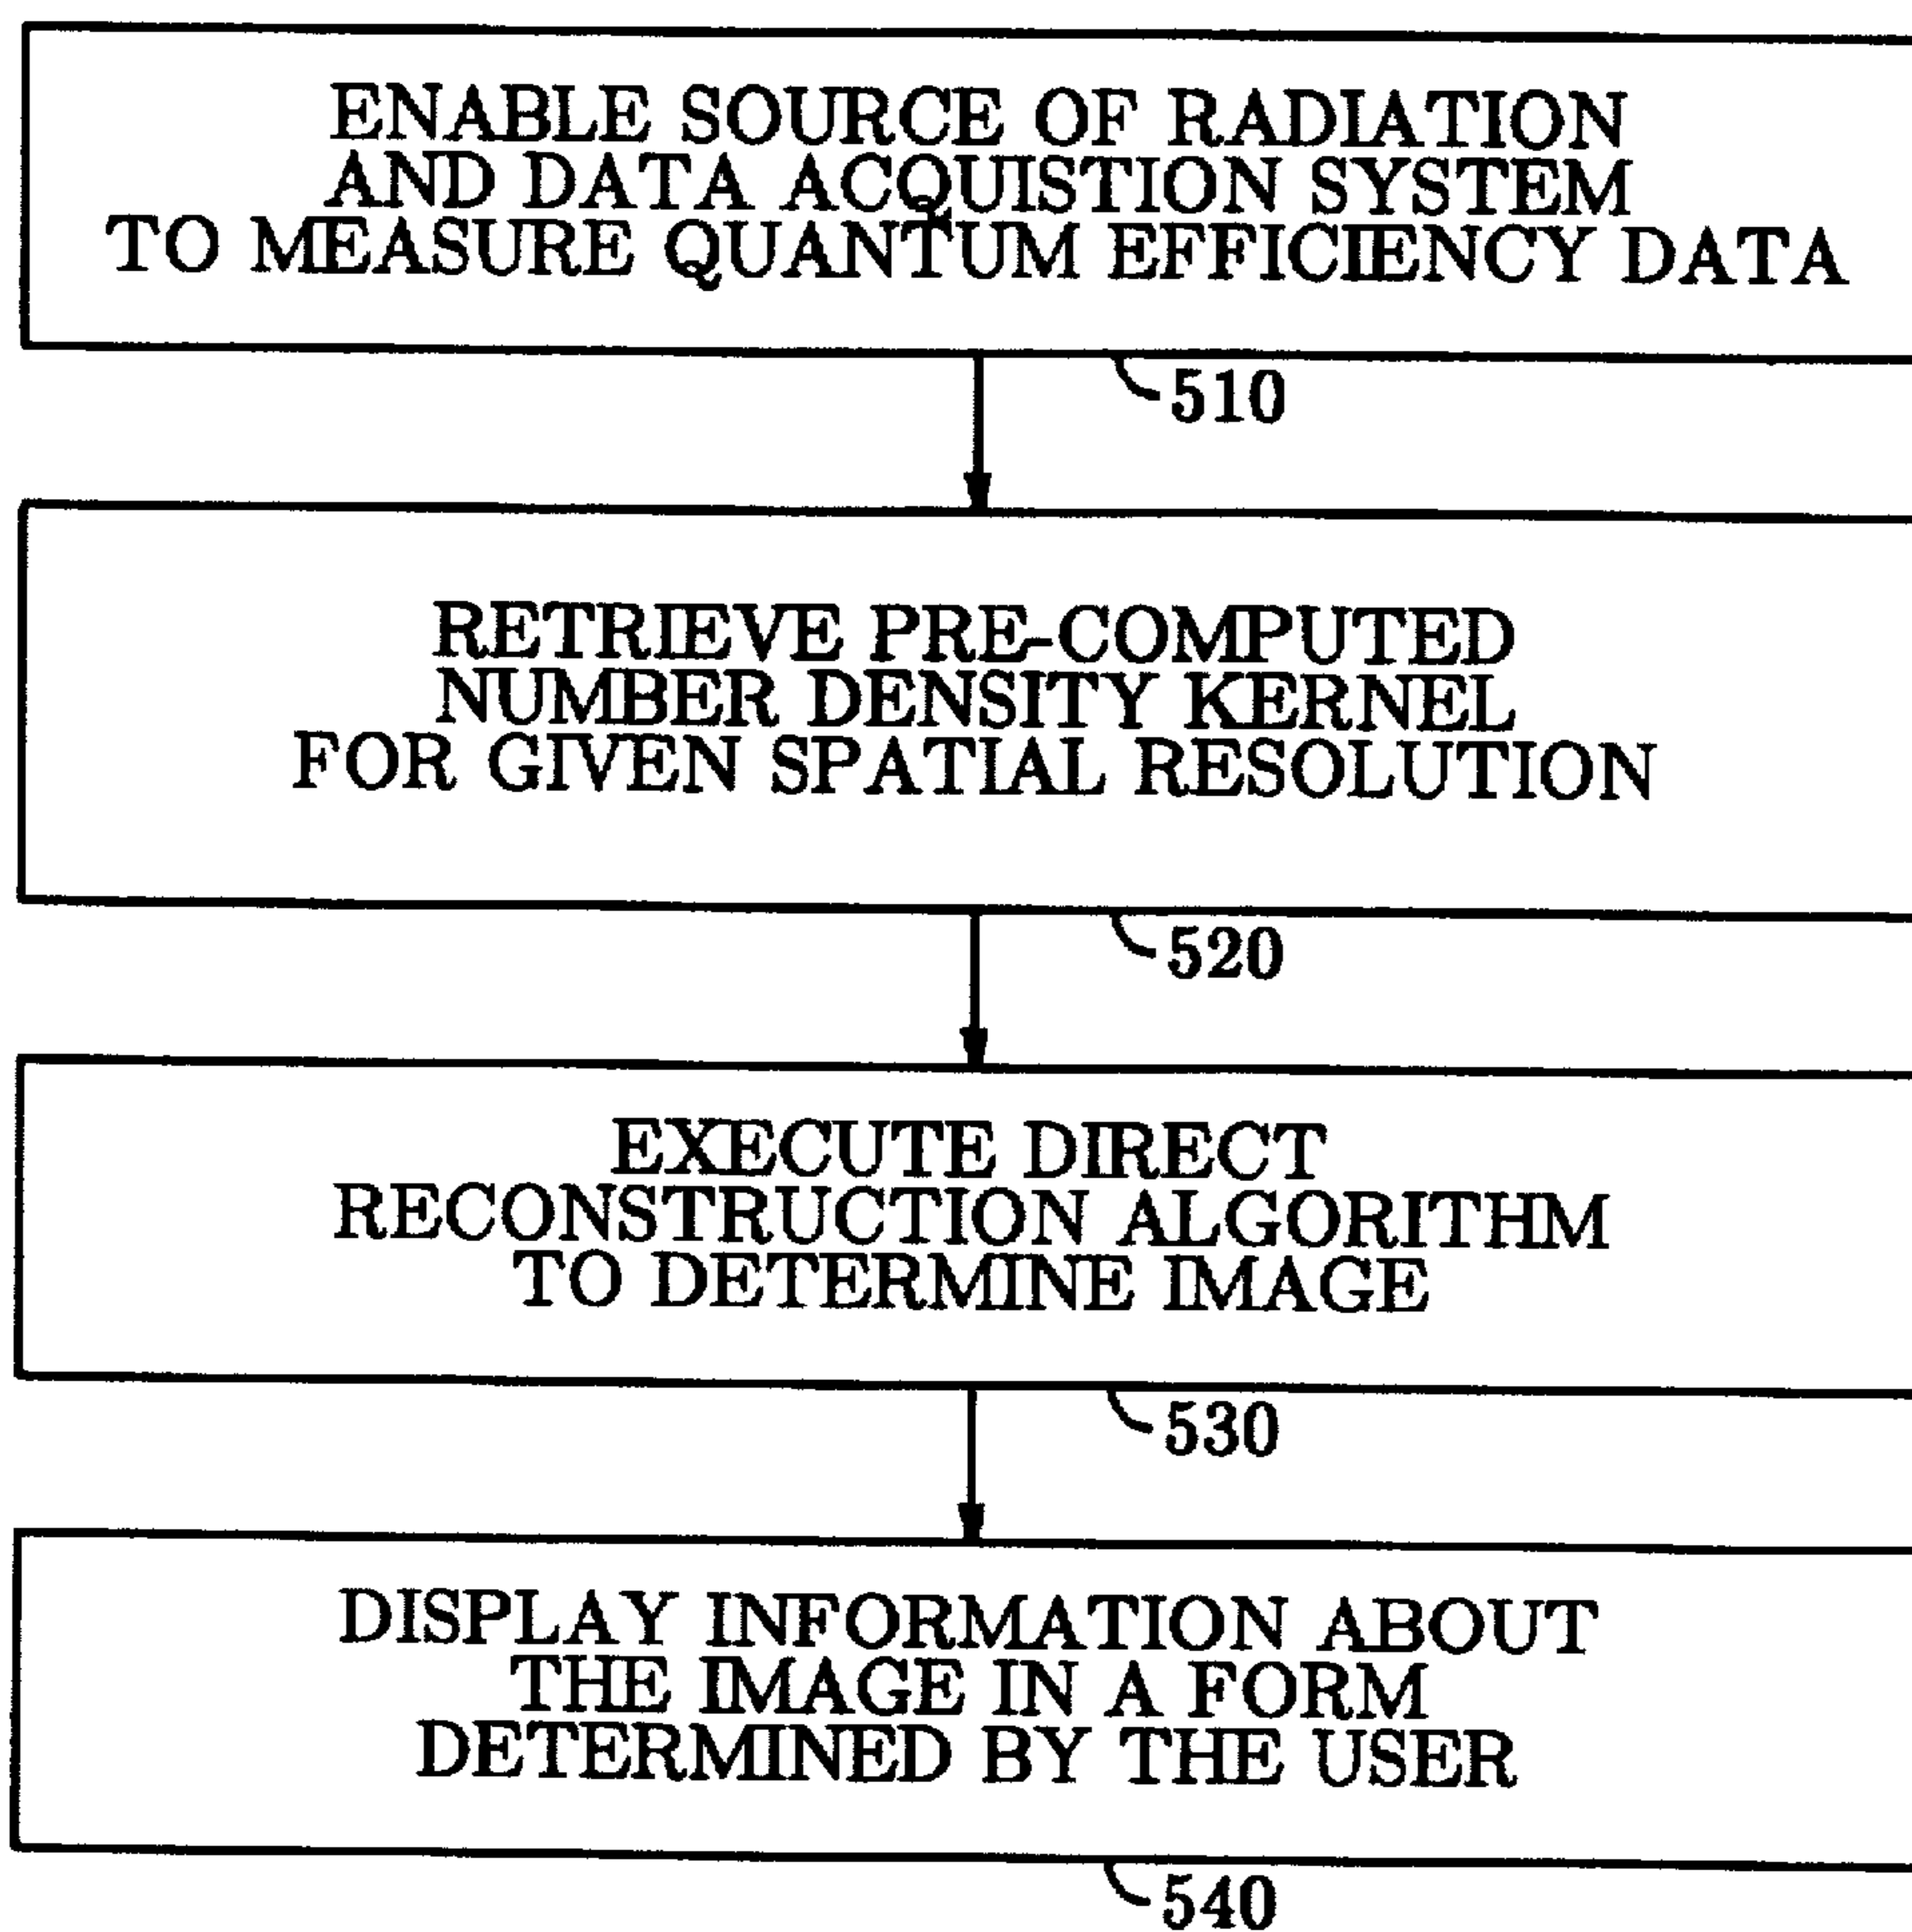 ENABLE SOURCE OF RADIATION
AND DATA ACQUISTION SYSTEM
TO MEASURE QUANTUM EFFICIENCY DATA
510
RETRIEVE PRE-COMPUTED
NUMBER DENSITY KERNEL
FOR GIVEN SPATIAL RESOLUTION
520
EXECUTE DIRECT
RECONSTRUCTION ALGORITHM
TO DETERMINE IMAGE
530
DISPLAY INFORMATION ABOUT
THE IMAGE IN A FORM
DETERMINED BY THE USER
540